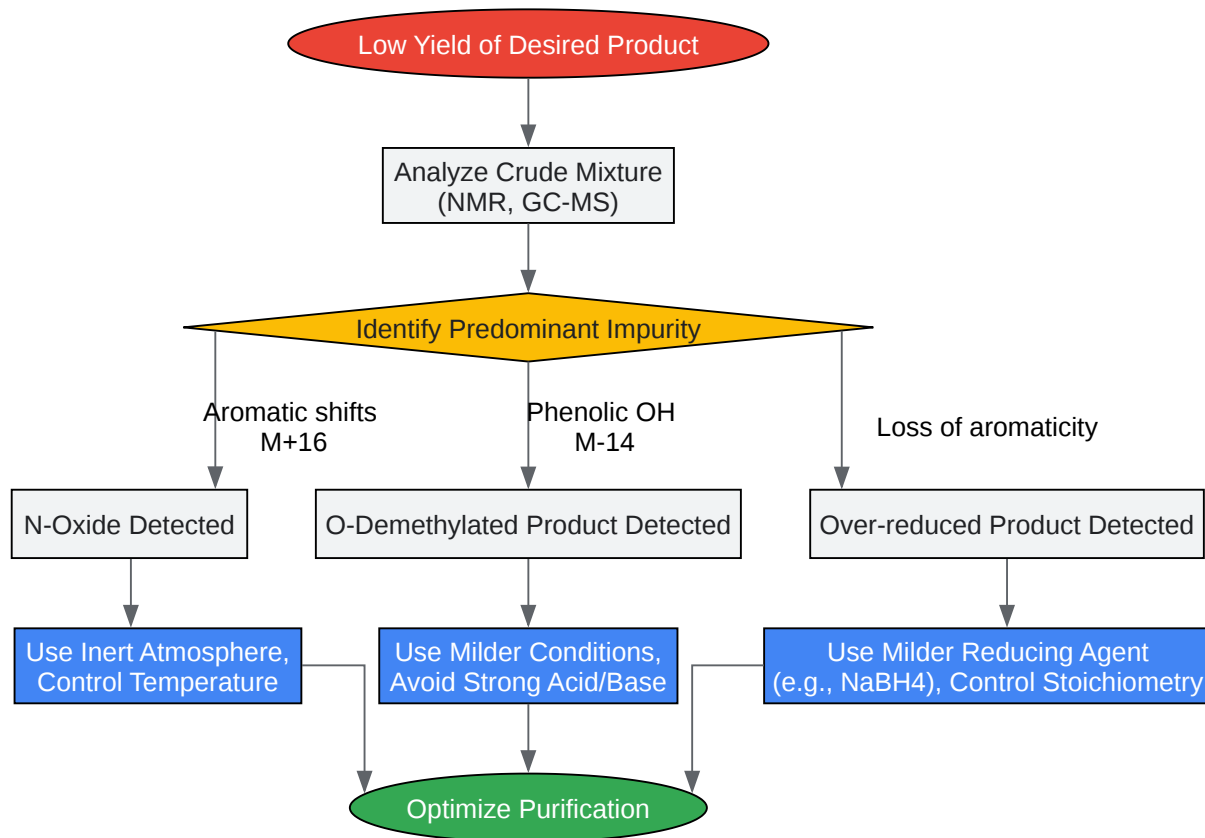 Low Yield of Desired Product
Analyze Crude Mixture
(NMR, GC-MS)
Identify Predominant Impurity
Aromatic shifts
M+16
Phenolic OH
M-14
Loss of aromaticity
N-Oxide Detected
O-Demethylated Product Detected
Over-reduced Product Detected
Use Inert Atmosphere,
Control Temperature
Use Milder Conditions,
Avoid Strong Acid/Base
Use Milder Reducing Agent
(e.g., NaBH4), Control Stoichiometry
Optimize Purification